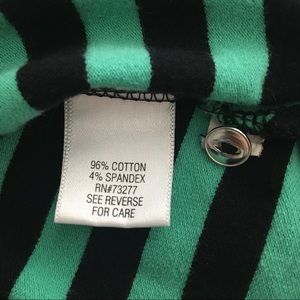 96% COTTON
4% SPANDEX
RN#73277
SEE REVERSE
FOR CARE